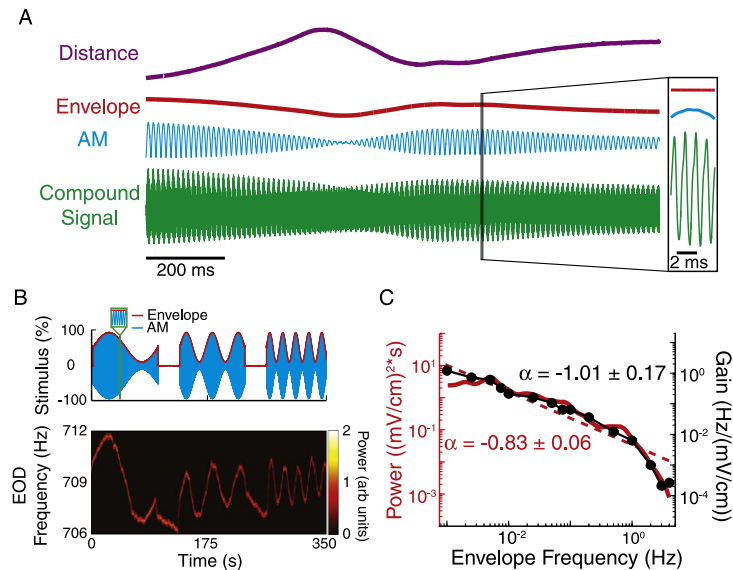 A
Distance
Envelope
AM
Compound
Signal
200 ms
2 ms
B
Envelope
AM
Stimulus (%)
100
0
-100
EOD
Frequency (Hz)
712
709
706
0
175
350
Time (s)
2
1
0
Power (arb units)
C
Power ((mV/cm)²*s)
10¹
10⁻¹
10⁻³
α = -1.01 ± 0.17
α = -0.83 ± 0.06
10⁻²
10⁰
Envelope Frequency (Hz)
10⁰
10⁻²
10⁻⁴
Gain (Hz/(mV/cm))